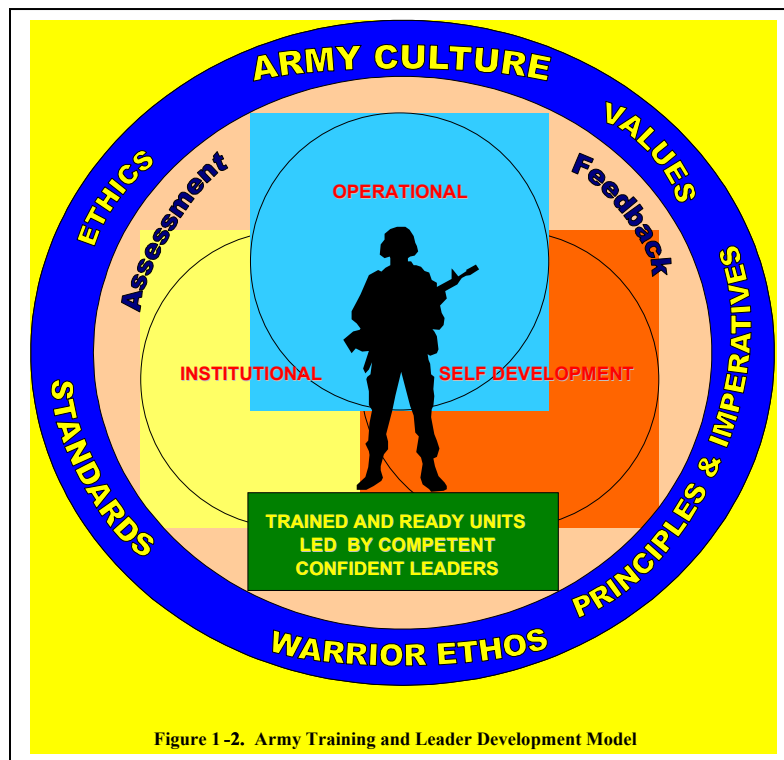 ARMY CULTURE
VALUES
ETHICS
Assessment
Feedback
OPERATIONAL
PRINCIPLES & IMPERATIVES
INSTITUTIONAL
SELF DEVELOPMENT
STANDARDS
TRAINED AND READY UNITS
LED BY COMPETENT
CONFIDENT LEADERS
WARRIOR ETHOS
Figure 1-2. Army Training and Leader Development Model